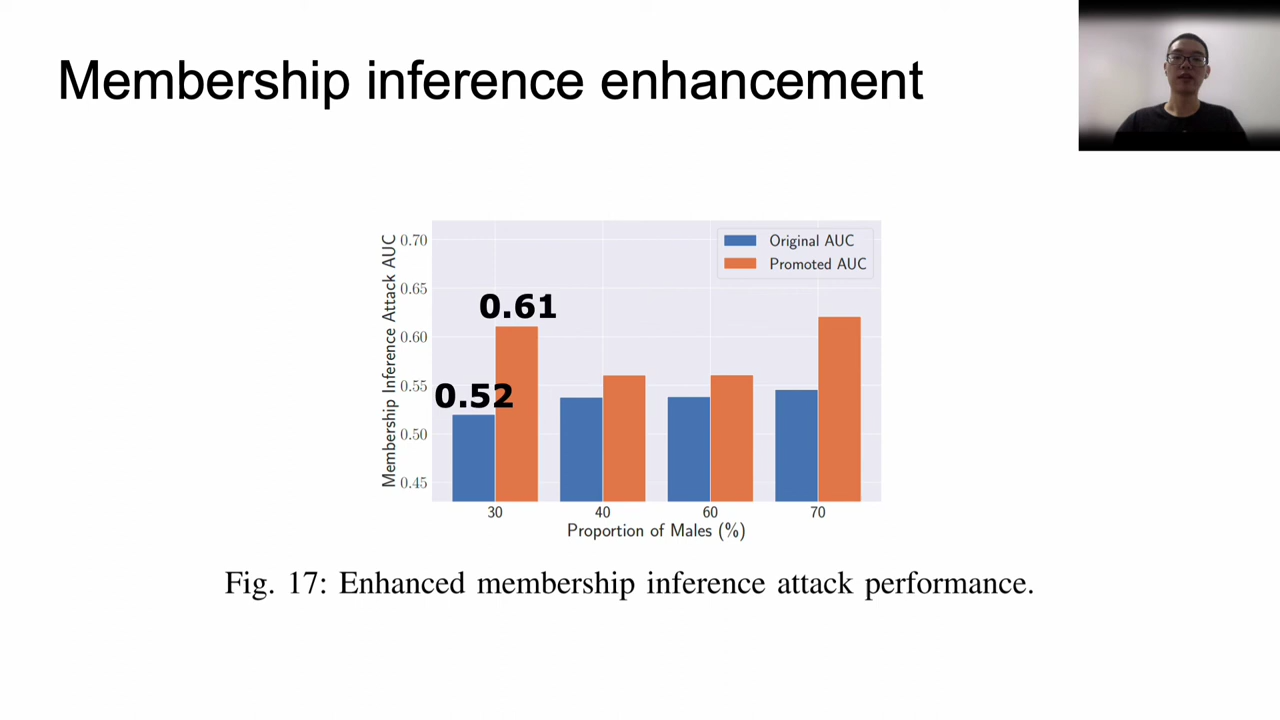 Membership inference enhancement
Membership Inference Attack AUC
0.70
0.65
0.60
0.55
0.50
0.45
Original AUC
Promoted AUC
0.61
0.52
30 40 60 70
Proportion of Males (%)
Fig. 17: Enhanced membership inference attack performance.